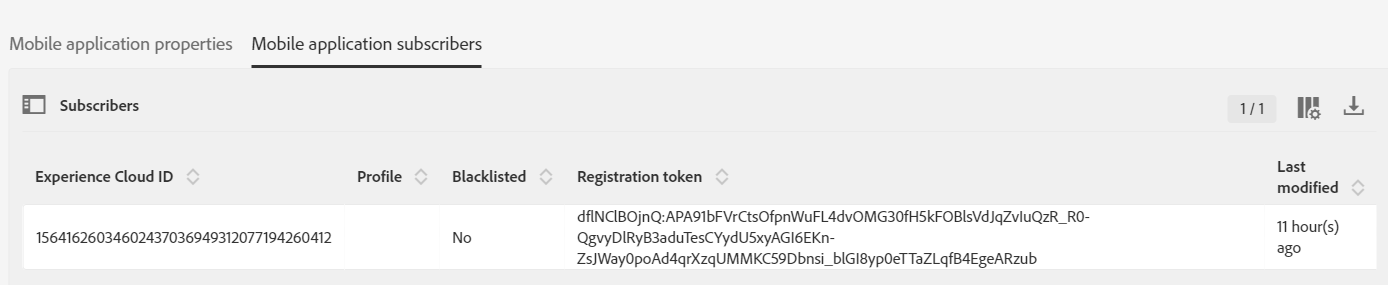 Mobile application properties Mobile application subscribers
Subscribers
1 / 1
Experience Cloud ID Profile Blacklisted Registration token Last modified
15641626034602437036949312077194260412 No dflNClBOjnQ:APA91bFVrCtsOfpnWuFL4dvOMG30fH5kFOBlsVdJqZvIuQzR_R0-
QgvyDlRyB3aduTesCYydU5xyAGI6EKn-
ZsJWay0poAd4qrXzqUMMKC59Dbnsi_blGI8yp0eTTaZLqfB4EgeARzub
11 hour(s)
ago